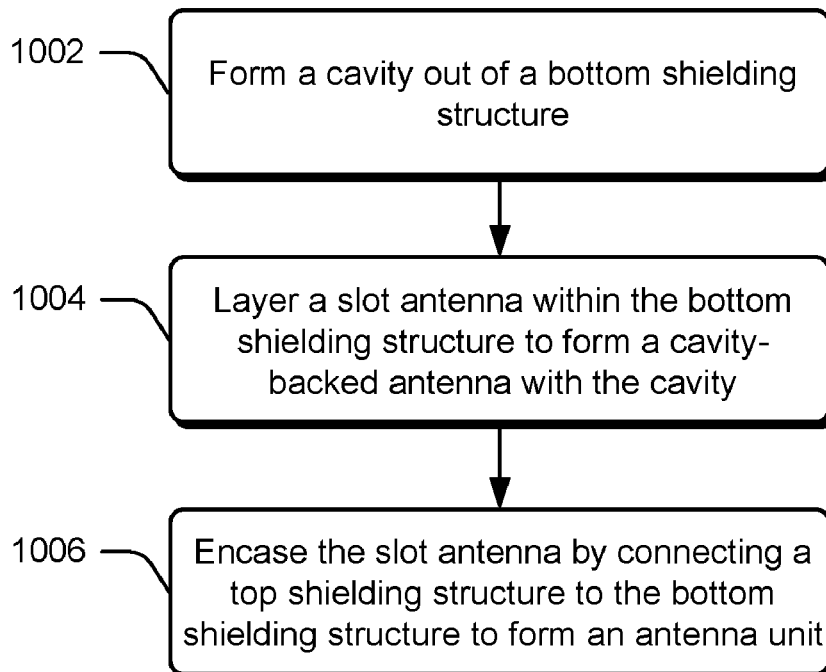 1002
Form a cavity out of a bottom shielding
structure
1004
Layer a slot antenna within the bottom
shielding structure to form a cavity-
backed antenna with the cavity
1006
Encase the slot antenna by connecting a
top shielding structure to the bottom
shielding structure to form an antenna unit